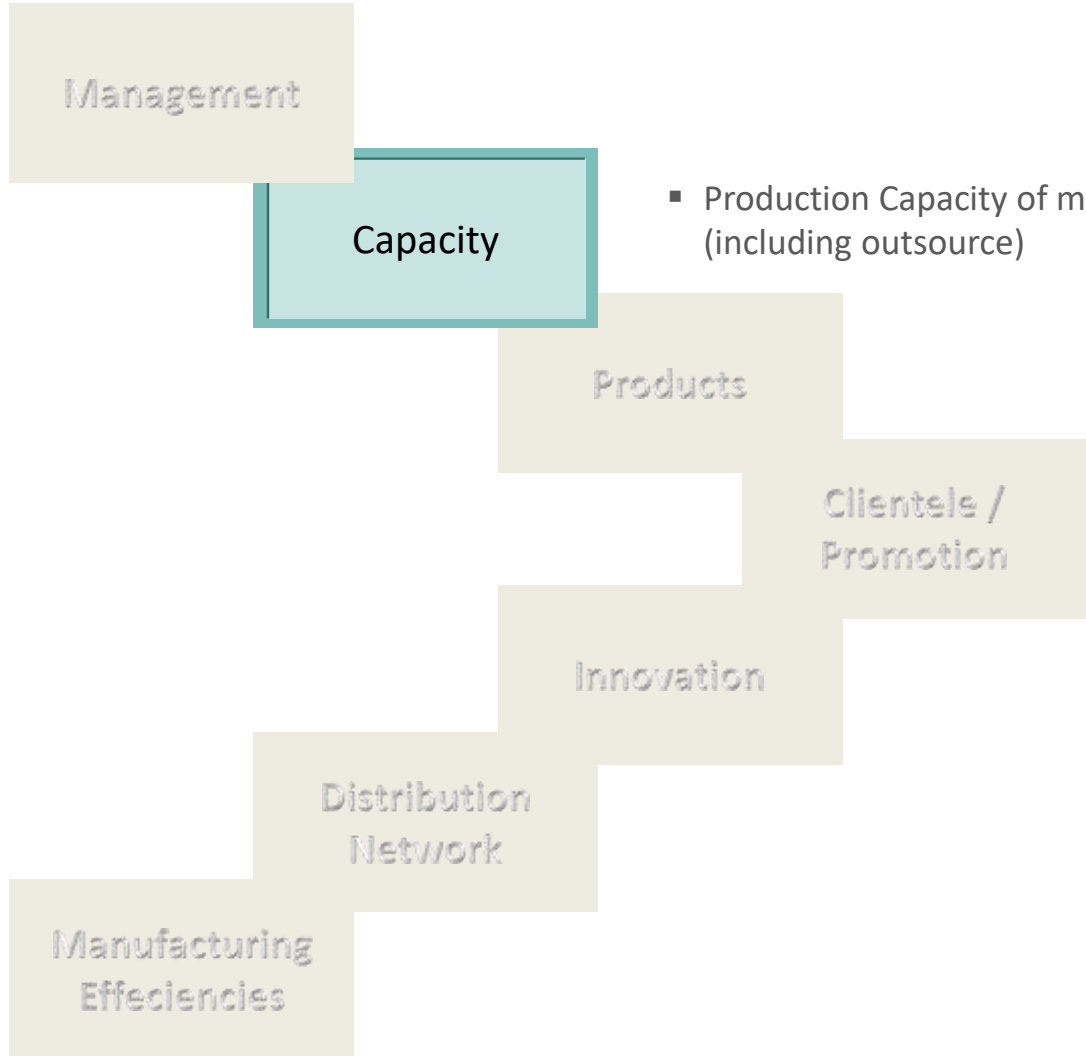 Management
Capacity
▪ Production Capacity of m
(including outsource)
Products
Clientele /
Promotion
Innovation
Distribution
Network
Manufacturing
Effeciencies